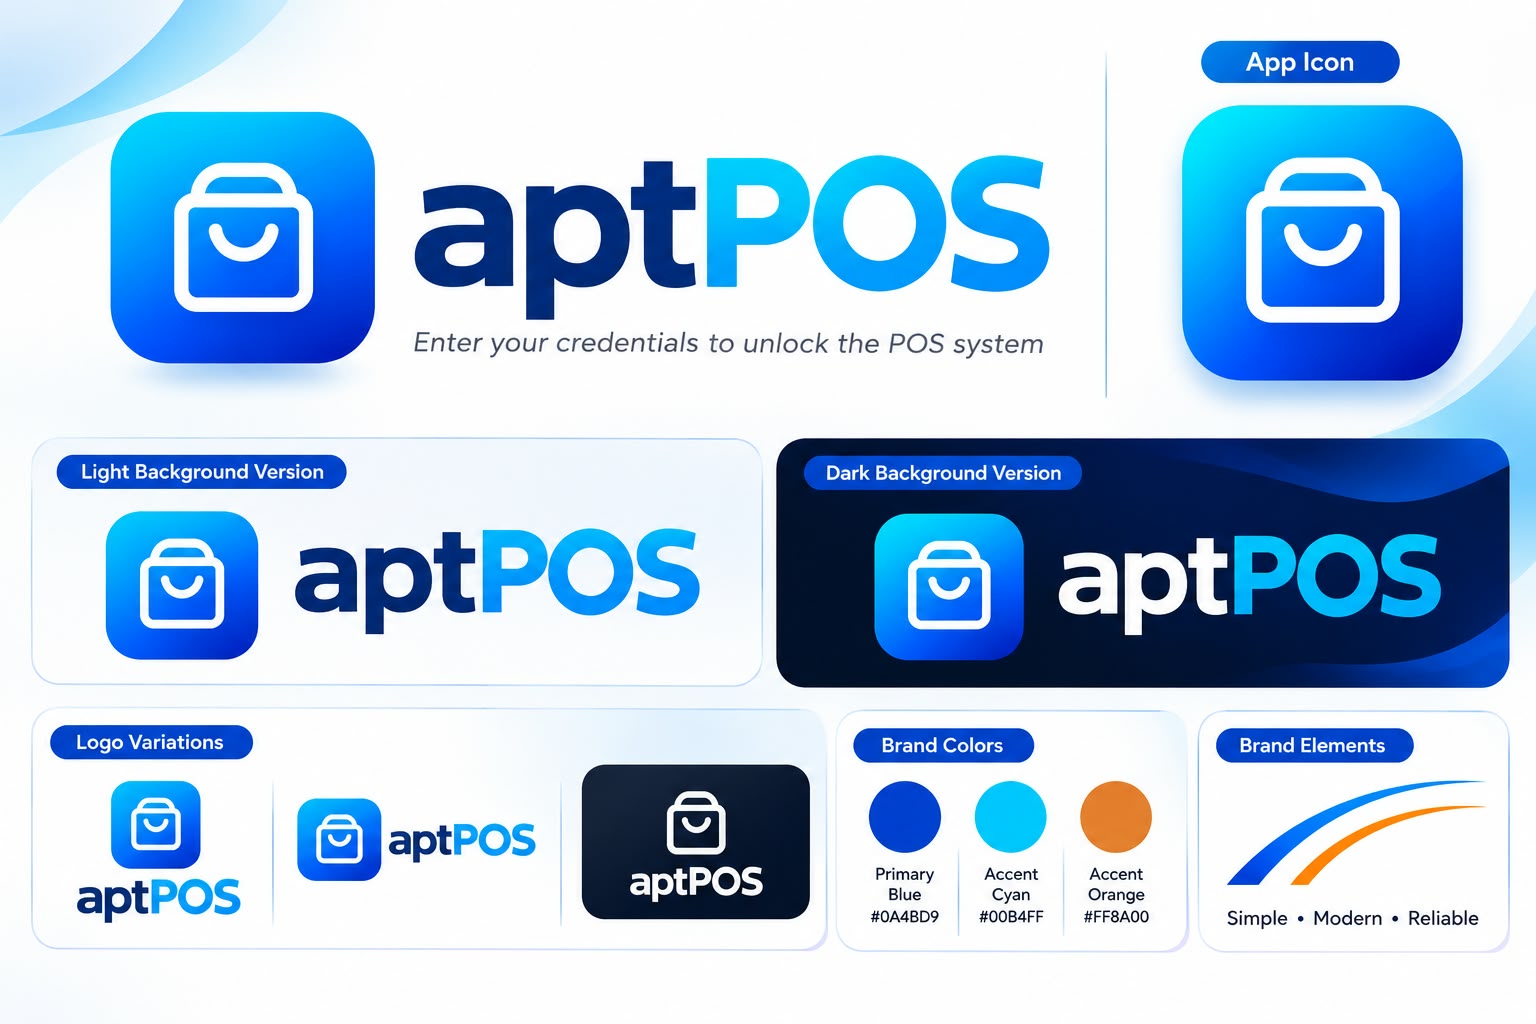 App Icon
aptPOS
Enter your credentials to unlock the POS system
Light Background Version
aptPOS
Dark Background Version
aptPOS
Logo Variations
aptPOS
aptPOS
aptPOS
Brand Colors
Primary
Blue
#0A4BD9
Accent
Cyan
#00B4FF
Accent
Orange
#FF8A00
Brand Elements
Simple • Modern • Reliable